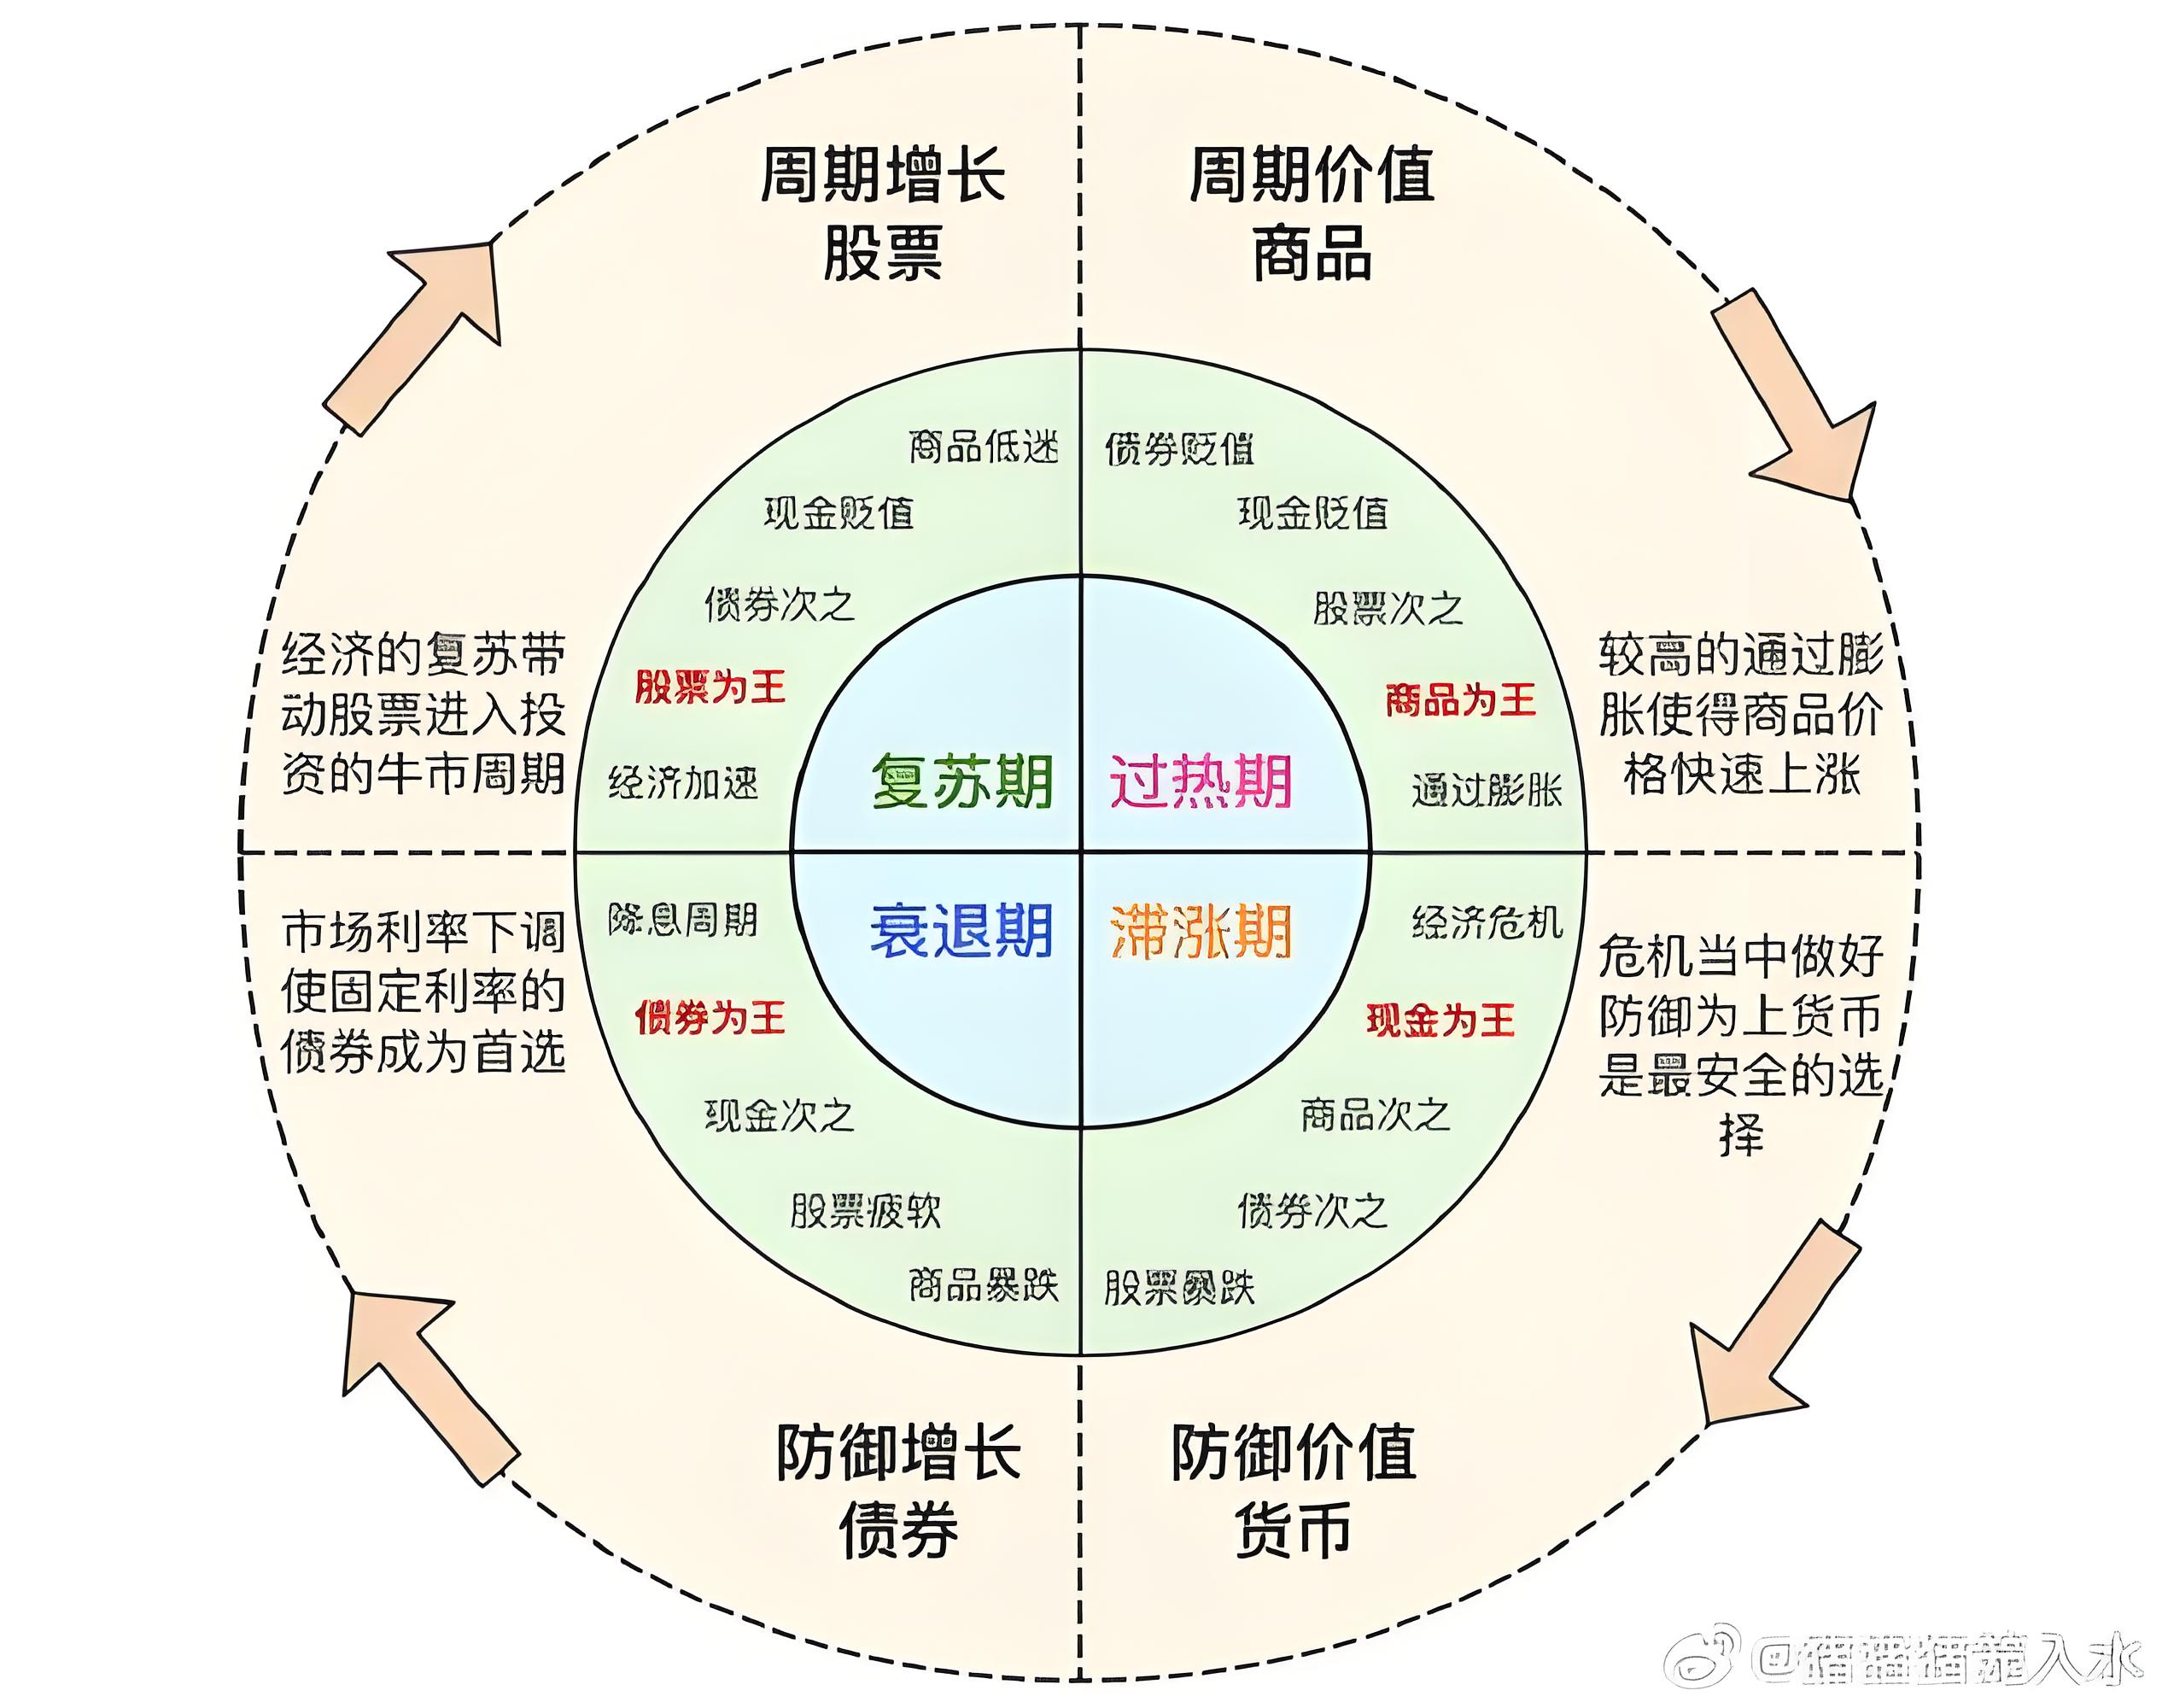 周期增长
股票
周期价值
商品
商品低迷
现金贬值
债券次之
股票为王
经济加速
债券贬值
现金贬值
股票次之
商品为王
通过膨胀
经济的复苏带
动股票进入投
资的牛市周期
复苏期
过热期
较高的通过膨
胀使得商品价
格快速上涨
市场利率下调
使固定利率的
债券成为首选
降息周期
债券为王
现金次之
股票疲软
商品暴跌
衰退期
滞涨期
经济危机
现金为王
商品次之
债券次之
股票暴跌
危机当中做好
防御为上货币
是最安全的选
择
防御增长
债券
防御价值
货币